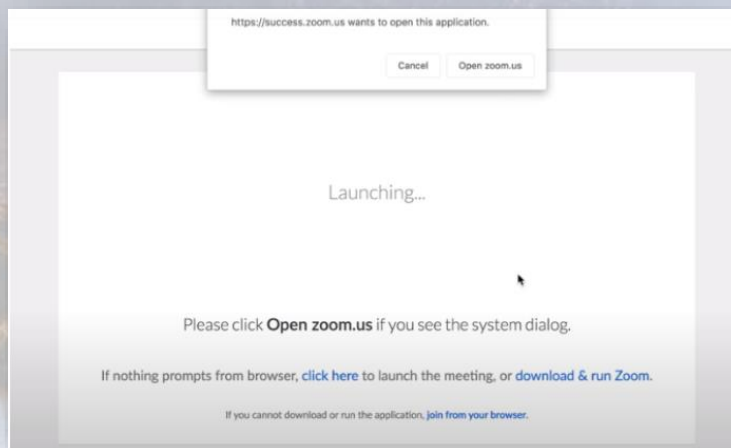 https://success.zoom.us wants to open this application.
Cancel
Open zoom.us
Launching...
Please click Open zoom.us if you see the system dialog.
If nothing prompts from browser, click here to launch the meeting, or download & run Zoom.
If you cannot download or run the application, join from your browser.